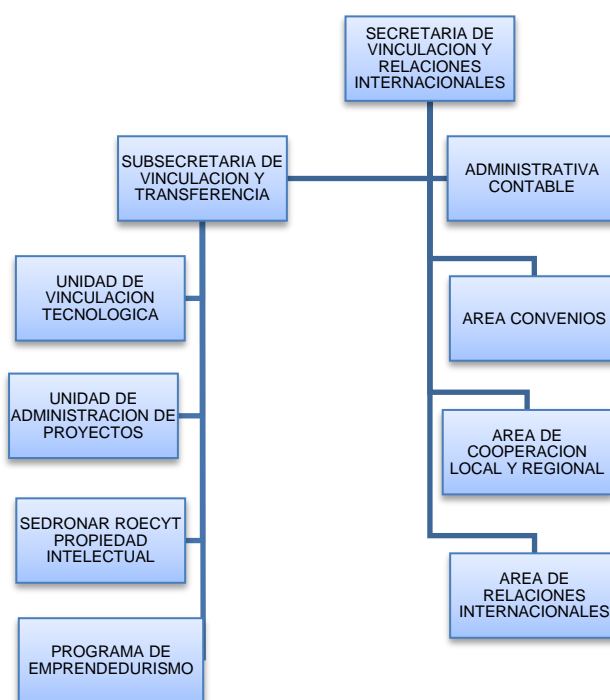 SECRETARIA DE
VINCULACION Y
RELACIONES
INTERNACIONALES
SUBSECRETARIA DE
VINCULACION Y
TRANSFERENCIA
ADMINISTRATIVA
CONTABLE
UNIDAD DE
VINCULACION
TECNOLOGICA
AREA CONVENIOS
UNIDAD DE
ADMINISTRACION DE
PROYECTOS
AREA DE
COOPERACION
LOCAL Y REGIONAL
SEDRONAR ROECYT
PROPIEDAD
INTELECTUAL
AREA DE
RELACIONES
INTERNACIONALES
PROGRAMA DE
EMPRENDEDURISMO